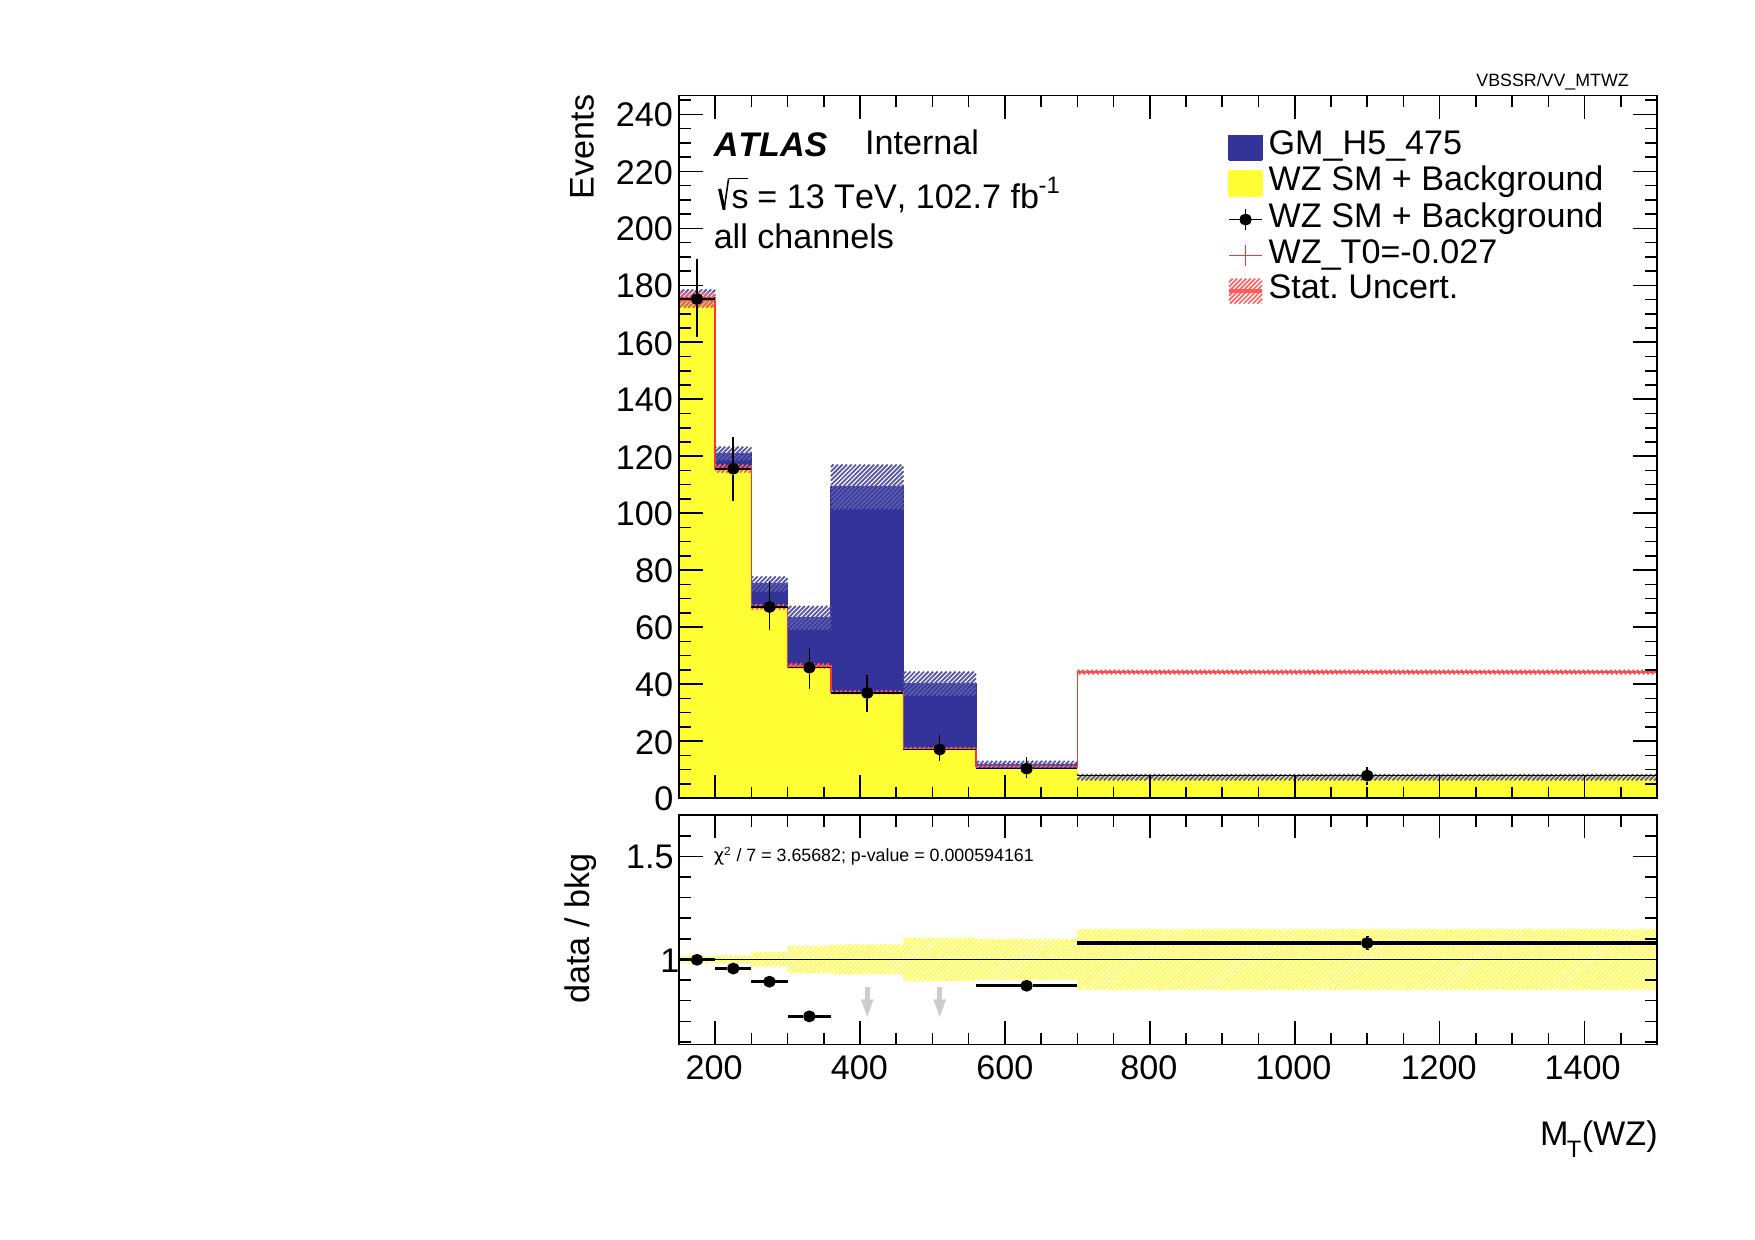 VBSSR/VV_MTWZ
Events
240
220
200
180
160
140
120
100
80
60
40
20
0
ATLAS Internal
√s = 13 TeV, 102.7 fb-1
all channels
GM_H5_475
WZ SM + Background
WZ SM + Background
WZ_T0=-0.027
Stat. Uncert.
data / bkg
1.5
1
χ2 / 7 = 3.65682; p-value = 0.000594161
200 400 600 800 1000 1200 1400
MT(WZ)